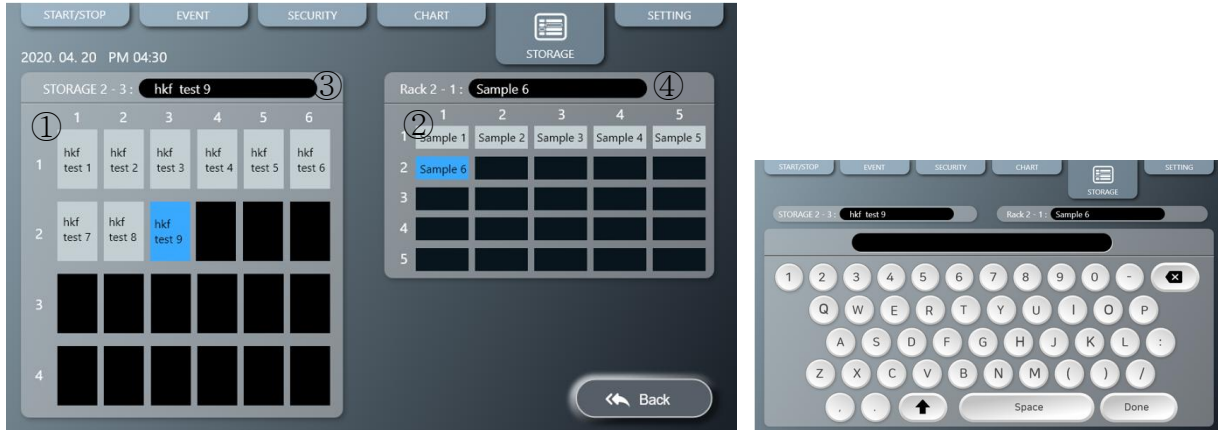 START/STOP EVENT SECURITY CHART STORAGE SETTING
2020. 04. 20 PM 04:30
STORAGE 2 - 3 : hkf test 9 ③
① 1 2 3 4 5 6
1 hkf test 1 hkf test 2 hkf test 3 hkf test 4 hkf test 5 hkf test 6
2 hkf test 7 hkf test 8 hkf test 9
3
4
Rack 2 - 1 : Sample 6 ④
② 1 2 3 4 5
1 Sample 1 Sample 2 Sample 3 Sample 4 Sample 5
2 Sample 6
3
4
5
Back
START/STOP EVENT SECURITY CHART STORAGE SETTING
STORAGE 2 - 3 : hkf test 9 Rack 2 - 1 : Sample 6
1 2 3 4 5 6 7 8 9 0 -
Q W E R T Y U I O P
A S D F G H J K L :
Z X C V B N M ( ) /
, . Space Done